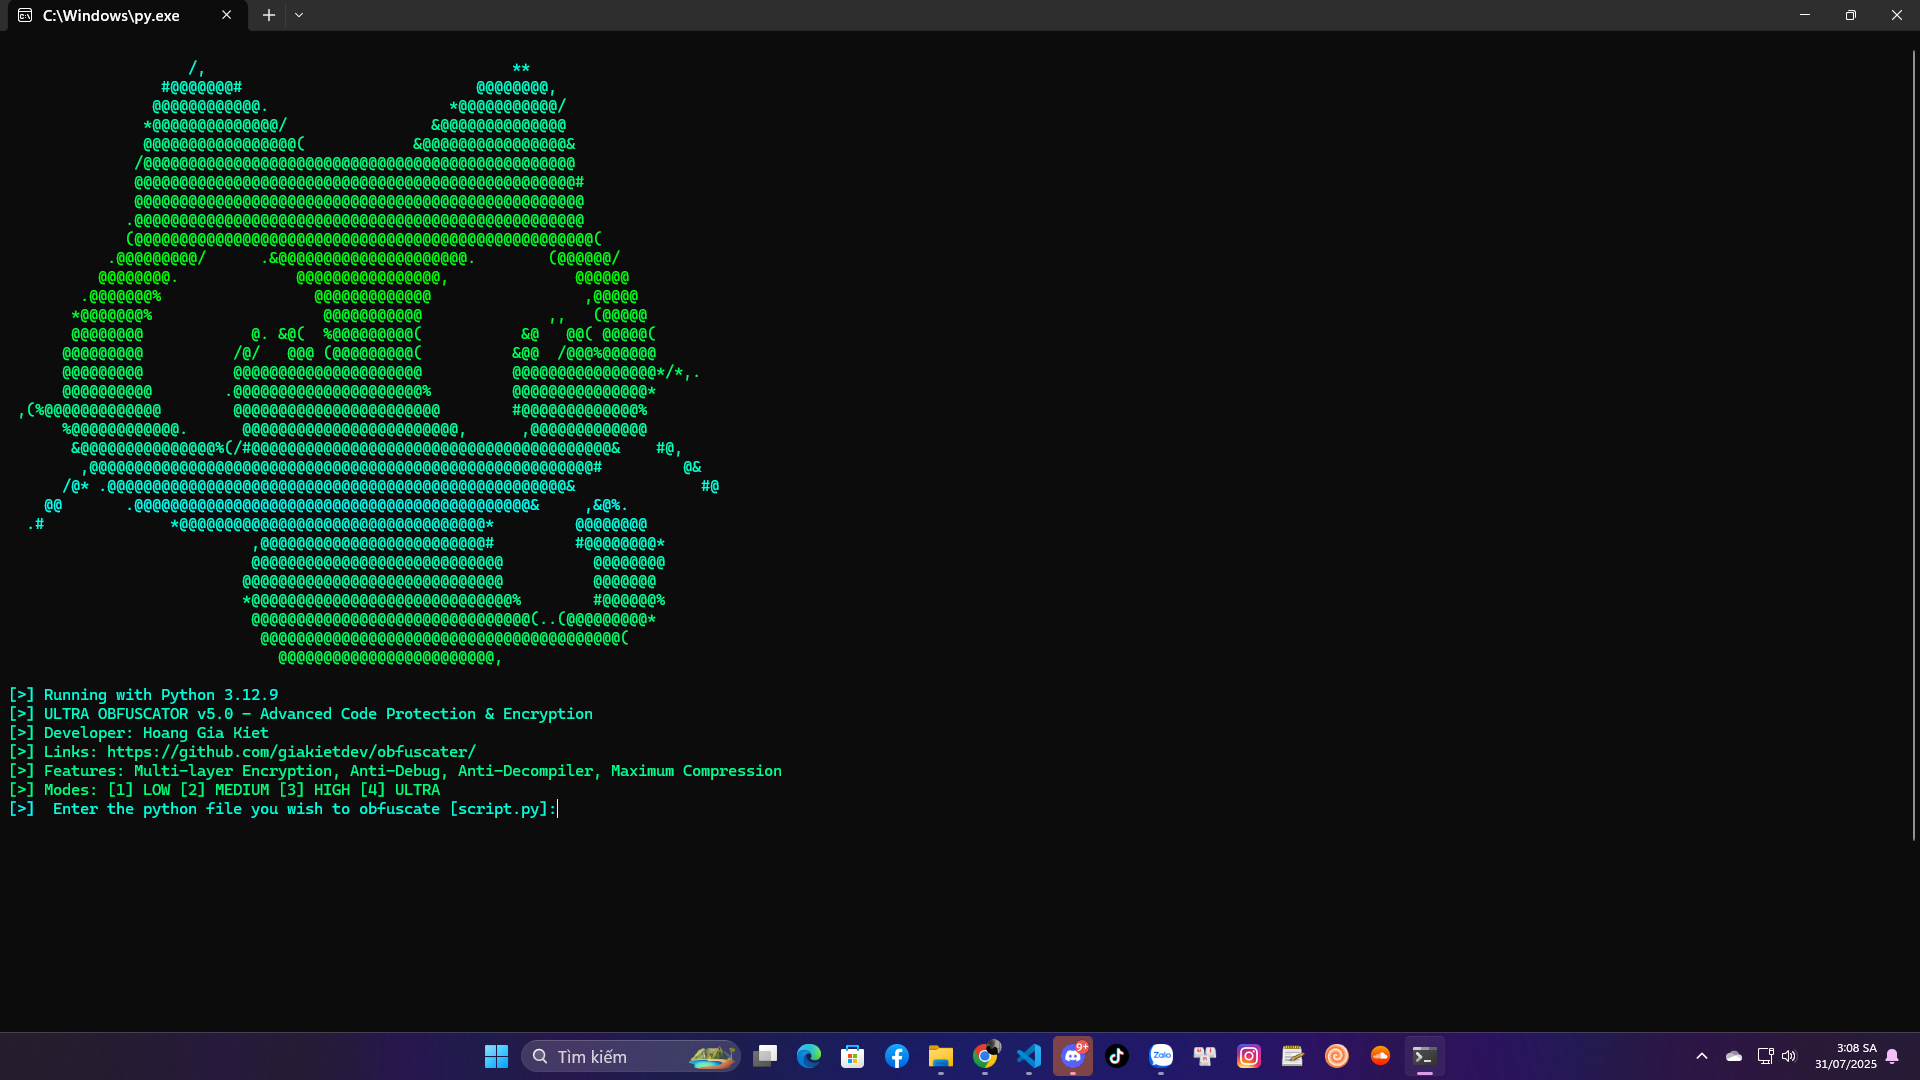 C:\Windows\py.exe
[>] Running with Python 3.12.9
[>] ULTRA OBFUSCATOR v5.0 – Advanced Code Protection & Encryption
[>] Developer: Hoang Gia Kiet
[>] Links: https://github.com/giakietdev/obfuscater/
[>] Features: Multi-layer Encryption, Anti-Debug, Anti-Decompiler, Maximum Compression
[>] Modes: [1] LOW [2] MEDIUM [3] HIGH [4] ULTRA
[>]  Enter the python file you wish to obfuscate [script.py]:
Tìm kiếm
9+
Zalo
3:08 SA
31/07/2025